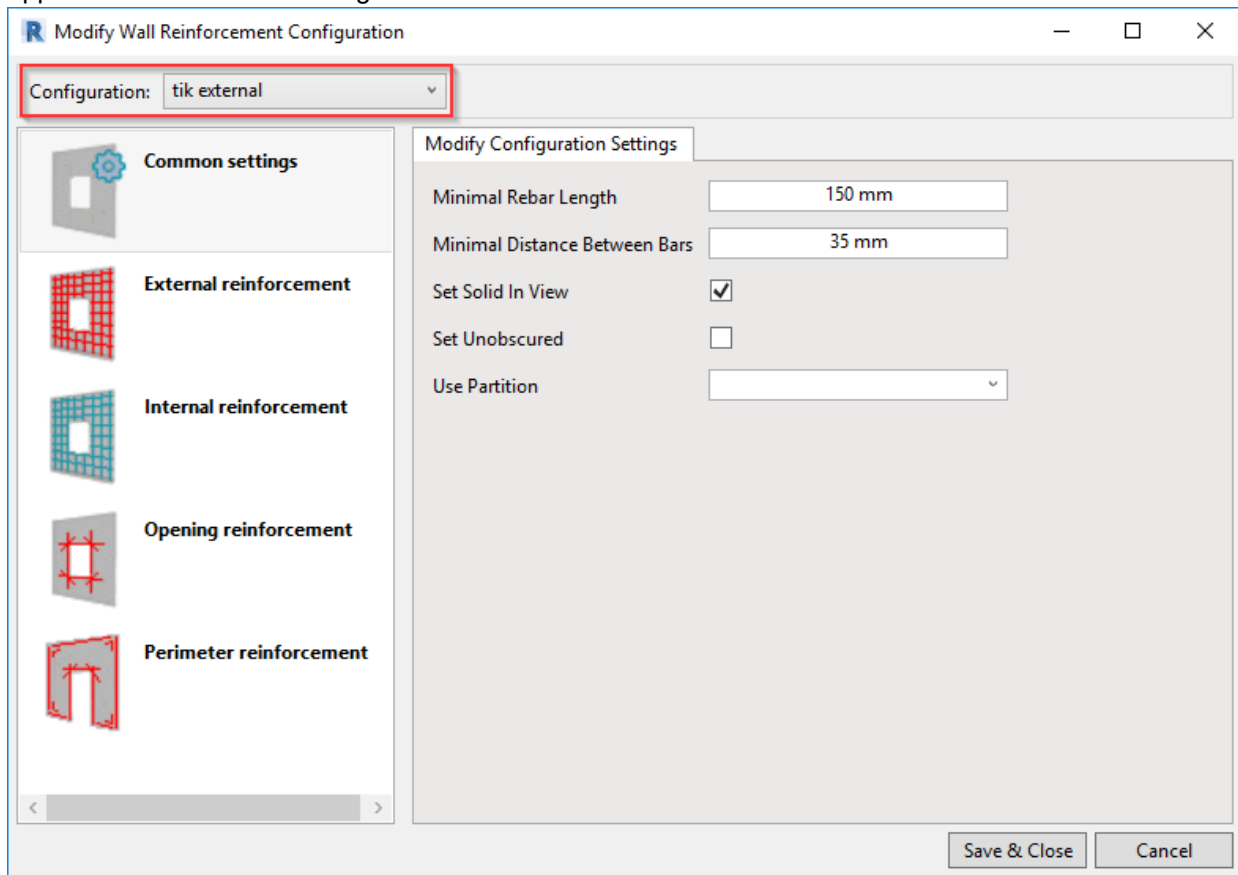 Modify Wall Reinforcement Configuration
Configuration: tik external
Common settings
External reinforcement
Internal reinforcement
Opening reinforcement
Perimeter reinforcement
Modify Configuration Settings
Minimal Rebar Length 150 mm
Minimal Distance Between Bars 35 mm
Set Solid In View
Set Unobscured
Use Partition
Save & Close Cancel